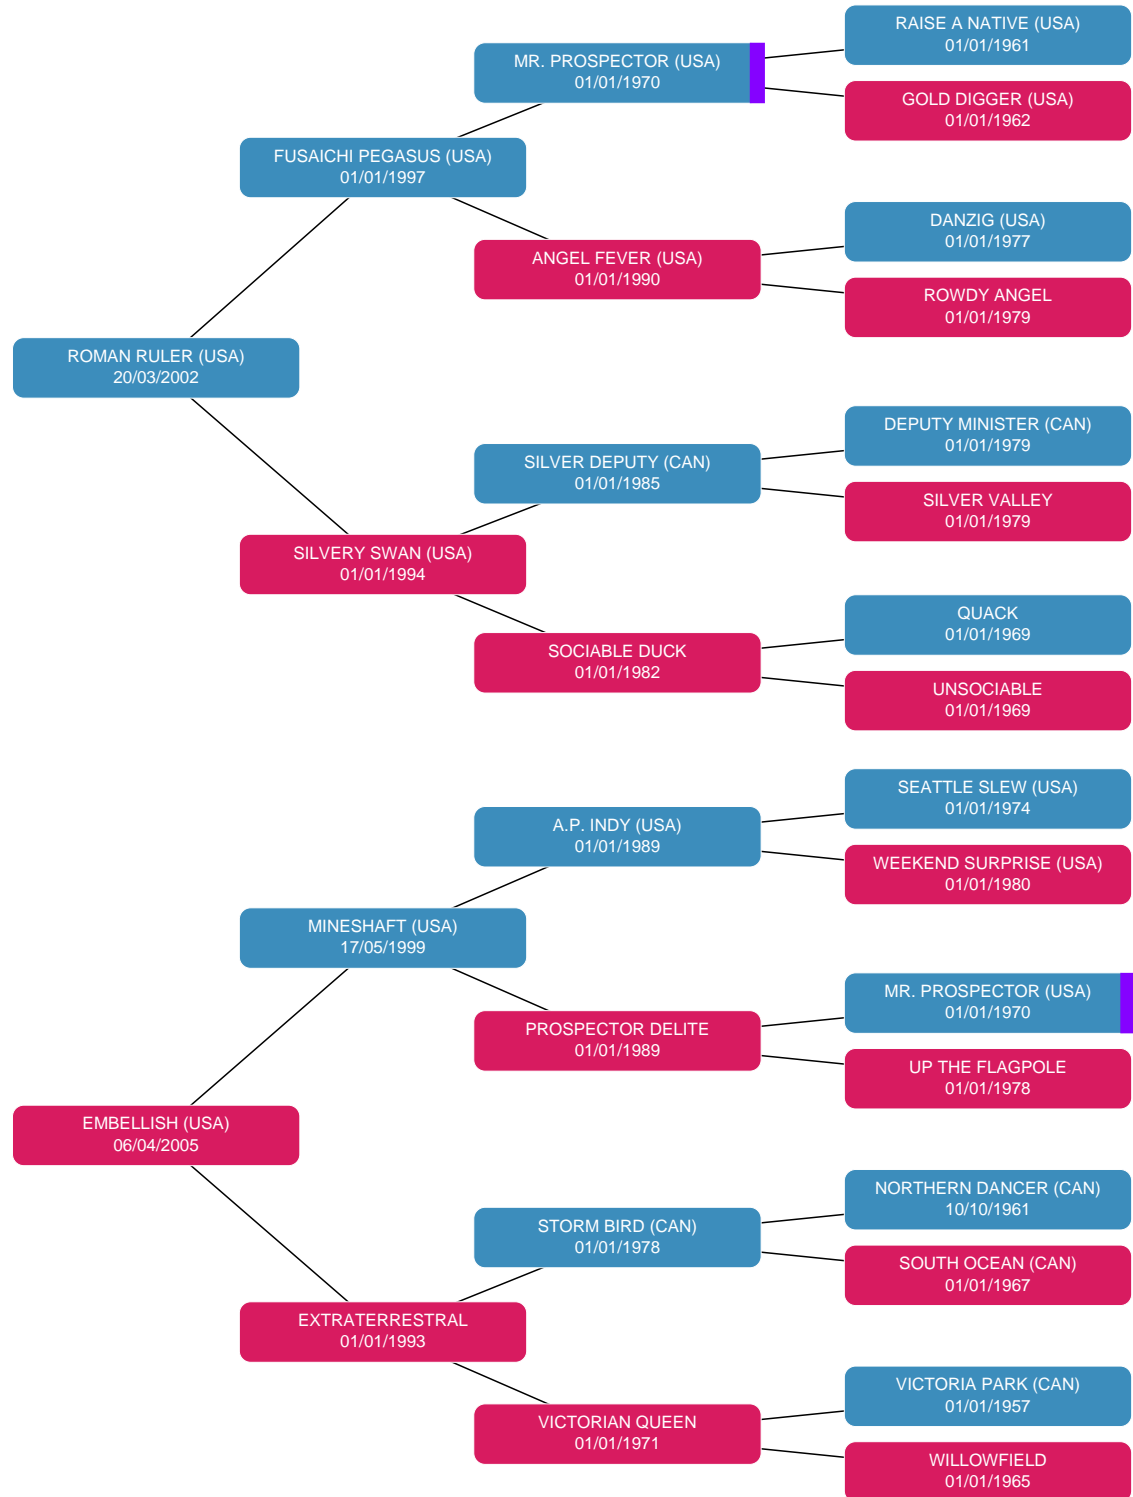 RAISE A NATIVE (USA)
01/01/1961
MR. PROSPECTOR (USA)
01/01/1970
GOLD DIGGER (USA)
01/01/1962
FUSAICHI PEGASUS (USA)
01/01/1997
DANZIG (USA)
01/01/1977
ANGEL FEVER (USA)
01/01/1990
ROWDY ANGEL
01/01/1979
ROMAN RULER (USA)
20/03/2002
DEPUTY MINISTER (CAN)
01/01/1979
SILVER DEPUTY (CAN)
01/01/1985
SILVER VALLEY
01/01/1979
SILVERY SWAN (USA)
01/01/1994
QUACK
01/01/1969
SOCIABLE DUCK
01/01/1982
UNSOCIABLE
01/01/1969
SEATTLE SLEW (USA)
01/01/1974
A.P. INDY (USA)
01/01/1989
WEEKEND SURPRISE (USA)
01/01/1980
MINESHAFT (USA)
17/05/1999
MR. PROSPECTOR (USA)
01/01/1970
PROSPECTOR DELITE
01/01/1989
UP THE FLAGPOLE
01/01/1978
EMBELLISH (USA)
06/04/2005
NORTHERN DANCER (CAN)
10/10/1961
STORM BIRD (CAN)
01/01/1978
SOUTH OCEAN (CAN)
01/01/1967
EXTRATERRESTRAL
01/01/1993
VICTORIA PARK (CAN)
01/01/1957
VICTORIAN QUEEN
01/01/1971
WILLOWFIELD
01/01/1965